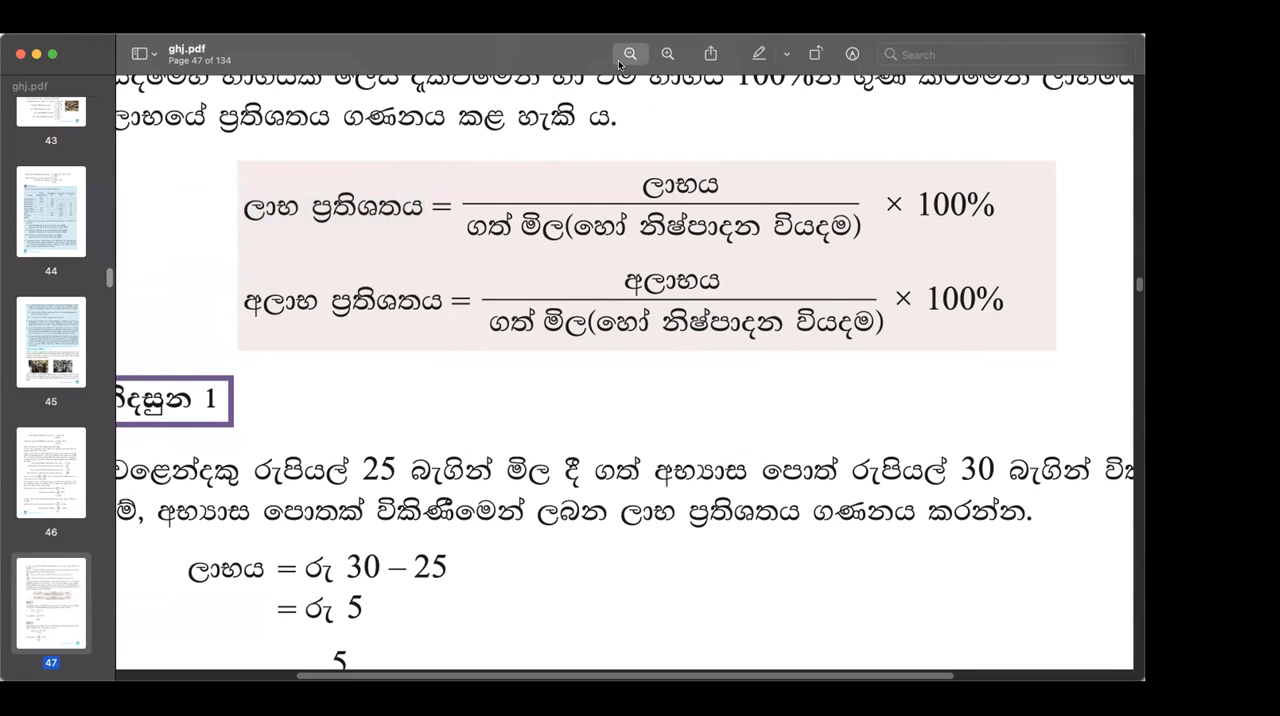 ghj.pdf
Page 47 of 134
Search
ghj.pdf
43
44
45
46
47
100%
ලාභයේ ප්‍රතිශතය ගණනය කළ හැකි ය.
ලාභ ප්‍රතිශතය = ලාභය / ගත් මිල(හෝ නිෂ්පාදන වියදම) × 100%
අලාභ ප්‍රතිශතය = අලාභය / ගත් මිල(හෝ නිෂ්පාදන වියදම) × 100%
නිදසුන 1
වෙළෙන්දකු රුපියල් 25 බැගින් මිල දී ගත් අභ්‍යාස පොත් රුපියල් 30 බැගින්
අභ්‍යාස පොතක් විකිණීමෙන් ලබන ලාභ ප්‍රතිශතය ගණනය කරන්න.
ලාභය = රු 30 – 25
= රු 5
5